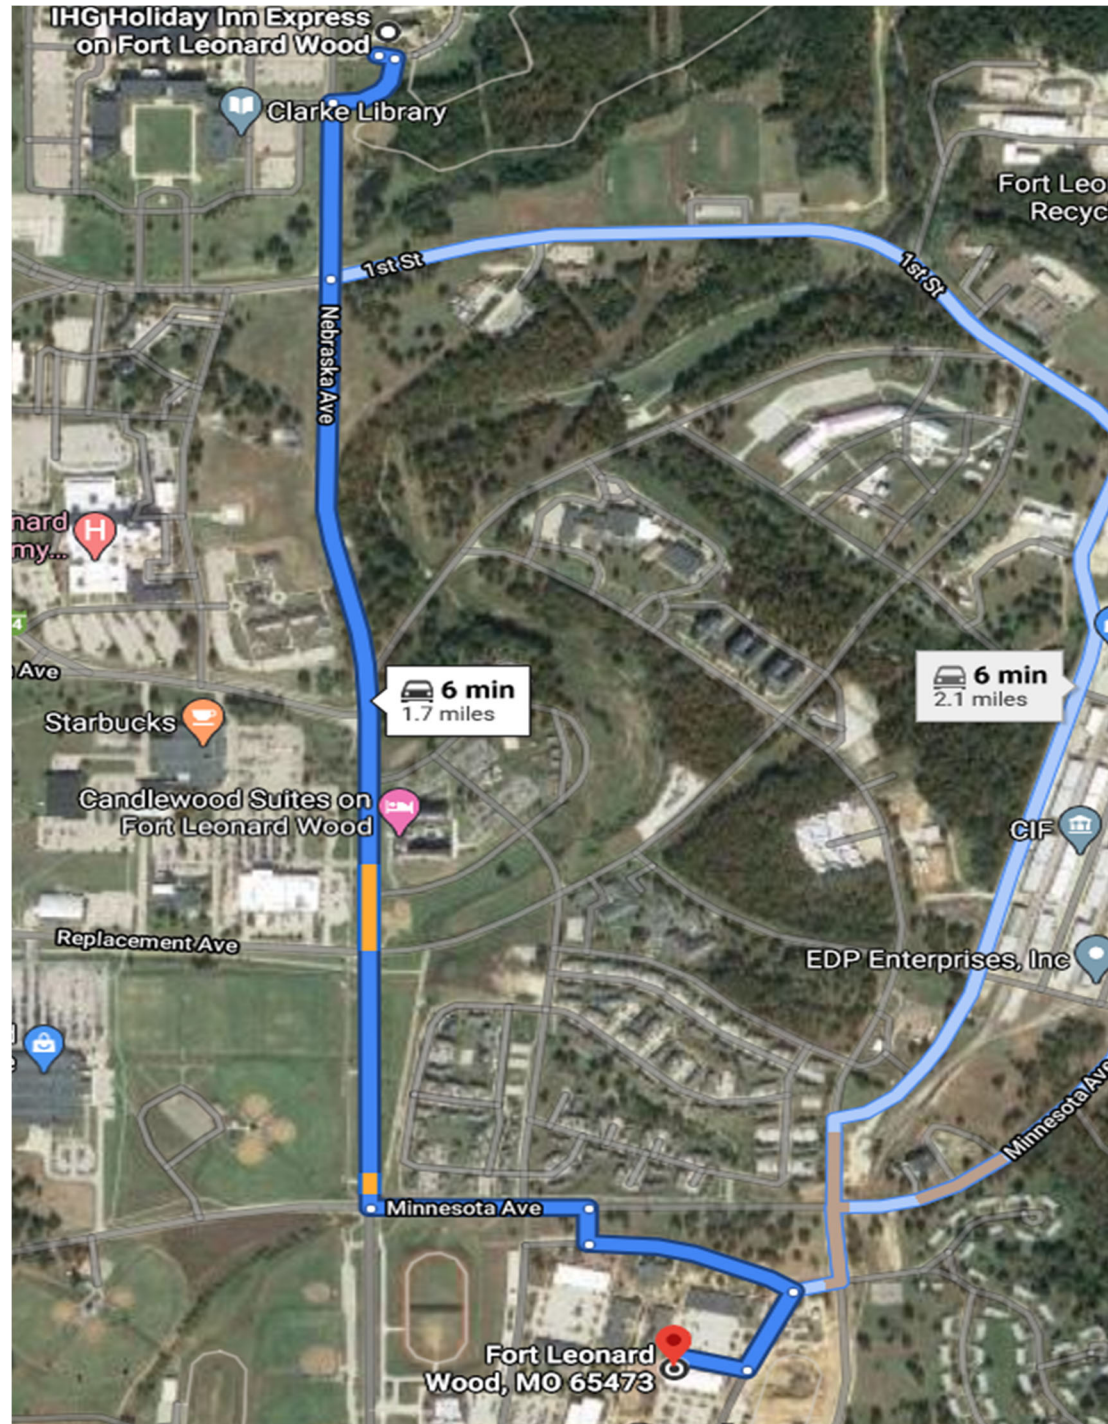 IHG Holiday Inn Express
on Fort Leonard Wood
Clarke Library
Fort Leo
Recyc
1st St
1st St
Nebraska Ave
nard
my...
H
4
Ave
6 min
1.7 miles
6 min
2.1 miles
Starbucks
Candlewood Suites on
Fort Leonard Wood
CIF
Replacement Ave
EDP Enterprises, Inc
Minnesota Ave
Minnesota Ave
Fort Leonard
Wood, MO 65473